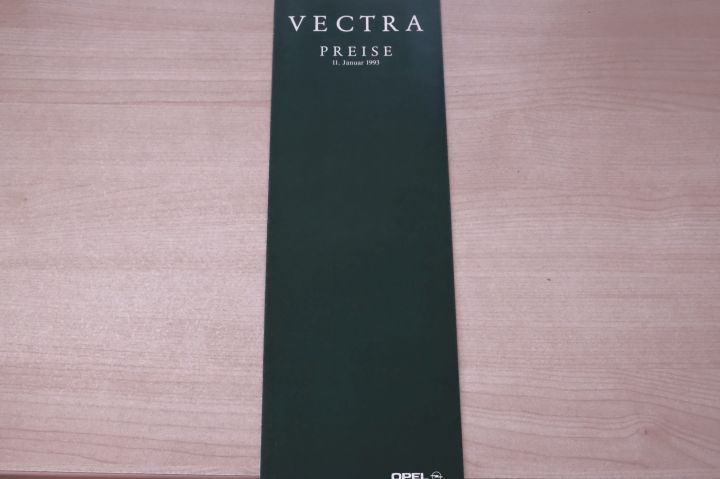 VECTRA
PREISE
11. Januar 1993
OPEL